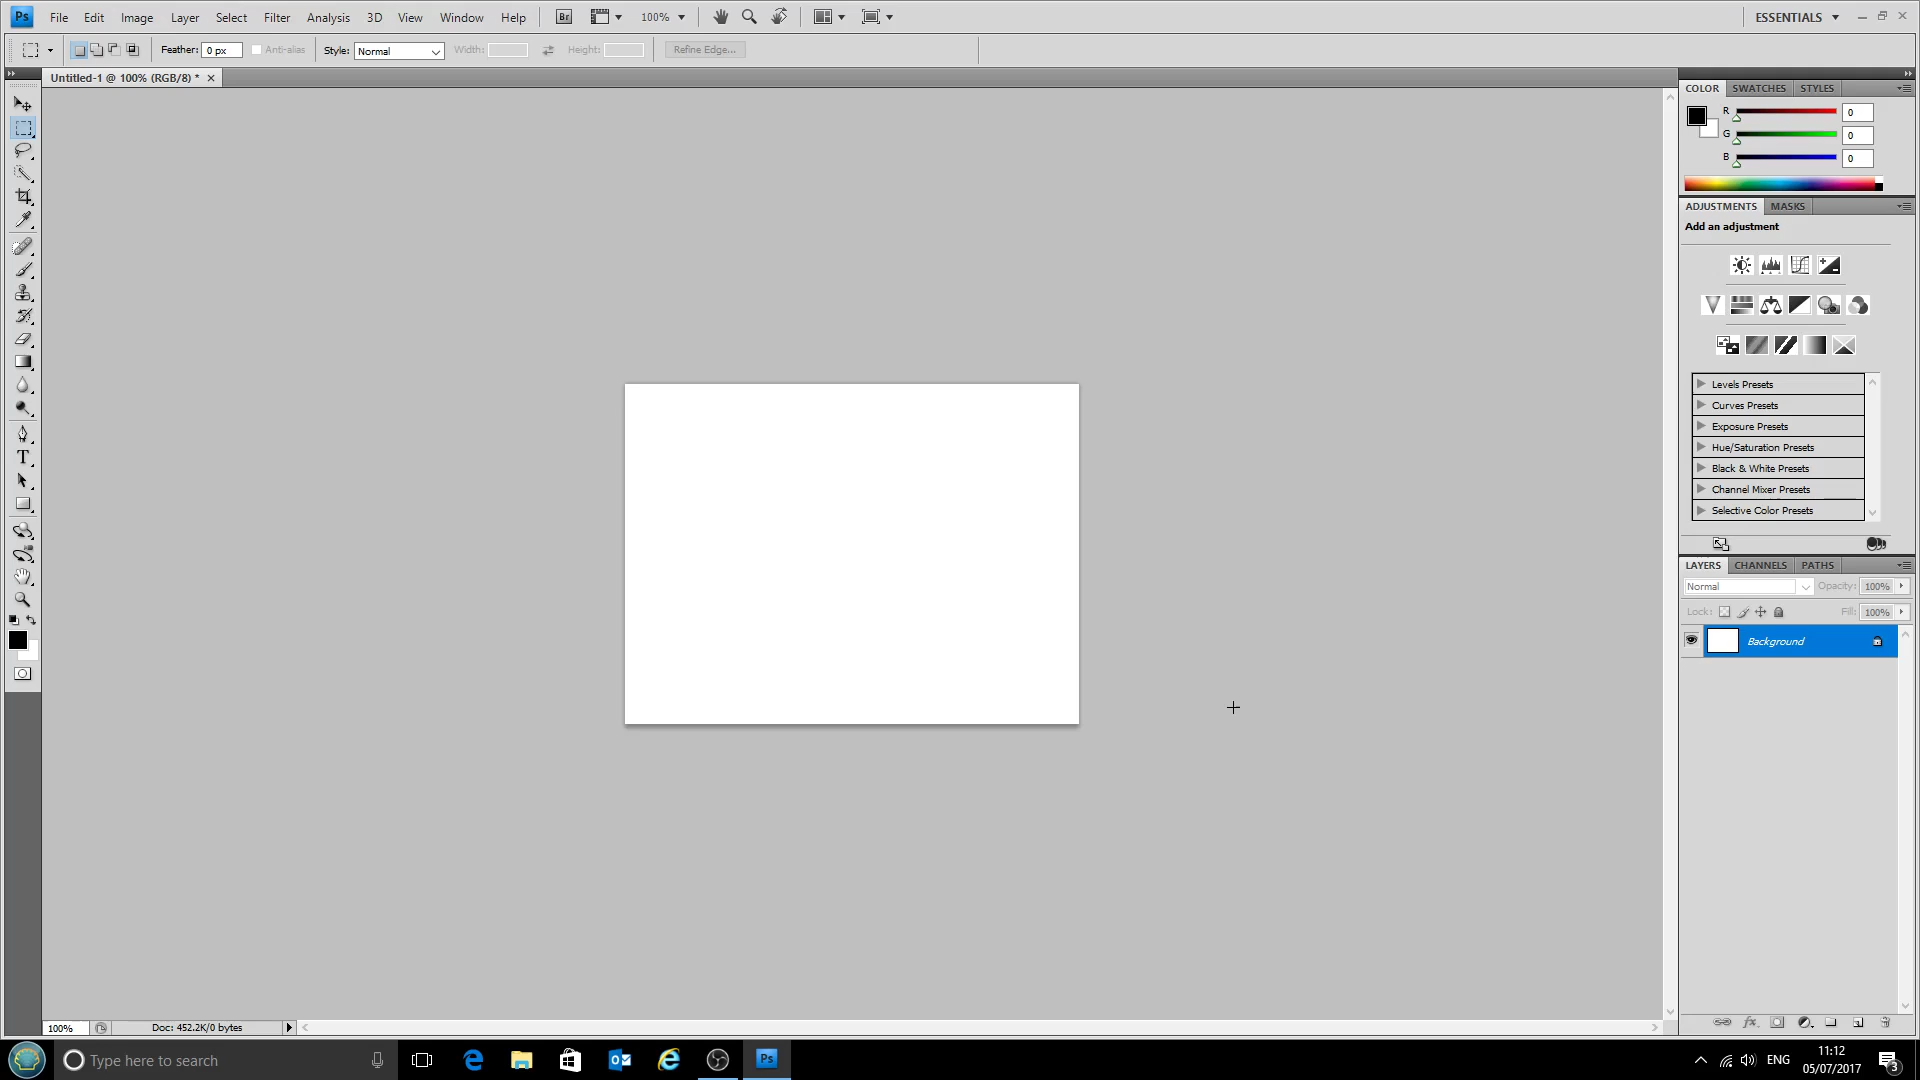 Ps File Edit Image Layer Select Filter Analysis 3D View Window Help Br 100% ESSENTIALS
Feather: 0 px Anti-alias Style: Normal Width: Height: Refine Edge...
Untitled-1 @ 100% (RGB/8) *
COLOR SWATCHES STYLES
R 0
G 0
B 0
ADJUSTMENTS MASKS
Add an adjustment
Levels Presets
Curves Presets
Exposure Presets
Hue/Saturation Presets
Black & White Presets
Channel Mixer Presets
Selective Color Presets
LAYERS CHANNELS PATHS
Normal Opacity: 100%
Lock: Fill: 100%
Background
T
100% Doc: 452.2K/0 bytes
Type here to search
Ps
ENG
11:12
05/07/2017
3